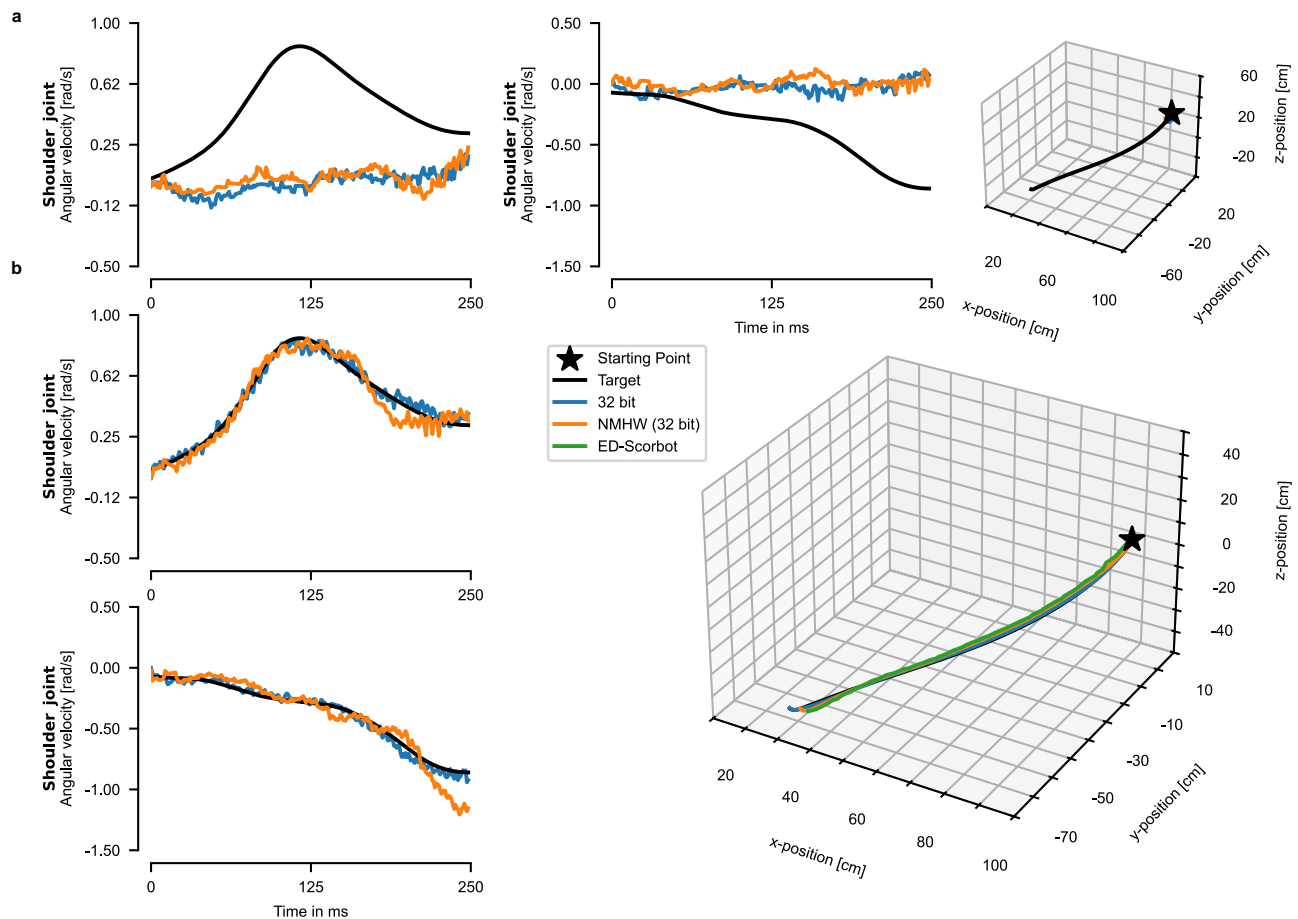 a
1.00
0.62
0.25
-0.12
-0.50
Shoulder joint
Angular velocity [rad/s]
0
125
250
0.50
0.00
-0.50
-1.00
-1.50
Shoulder joint
Angular velocity [rad/s]
0
125
250
Time in ms
60
20
-20
z-position [cm]
20
-20
-60
y-position [cm]
20
60
100
x-position [cm]
b
1.00
0.62
0.25
-0.12
-0.50
Shoulder joint
Angular velocity [rad/s]
0
125
250
0.50
0.00
-0.50
-1.00
-1.50
Shoulder joint
Angular velocity [rad/s]
0
125
250
Time in ms
Starting Point
Target
32 bit
NMHW (32 bit)
ED-Scorbot
40
20
0
-20
-40
z-position [cm]
10
-10
-30
-50
-70
y-position [cm]
20
40
60
80
100
x-position [cm]